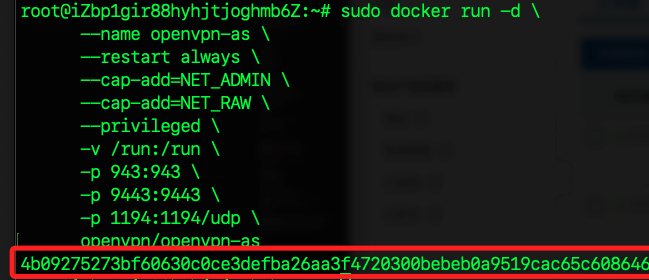 root@iZbp1gir88hyhjtjoghmb6Z:~# sudo docker run -d \
--name openvpn-as \
--restart always \
--cap-add=NET_ADMIN \
--cap-add=NET_RAW \
--privileged \
-v /run:/run \
-p 943:943 \
-p 9443:9443 \
-p 1194:1194/udp \
openvpn/openvpn-as
4b09275273bf60630c0ce3defba26aa3f4720300bebeb0a9519cac65c608646